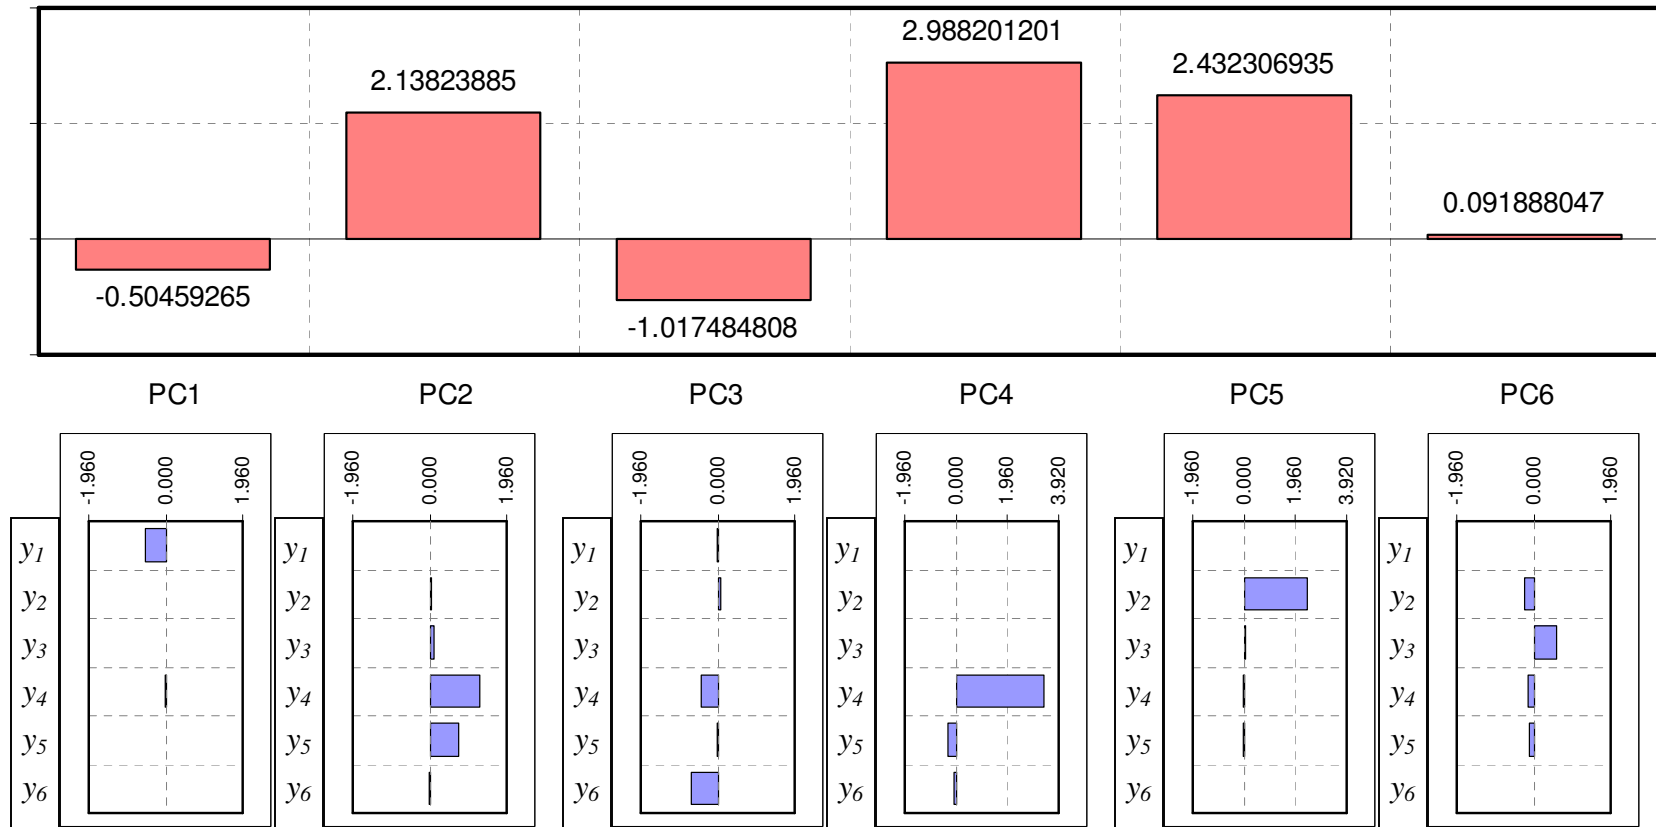 2.988201201
2.432306935
2.13823885
0.091888047
-0.50459265
-1.017484808
PC1 PC2 PC3 PC4 PC5 PC6
-1.960 0.000 1.960
y1
y2
y3
y4
y5
y6
-1.960 0.000 1.960
y1
y2
y3
y4
y5
y6
-1.960 0.000 1.960
y1
y2
y3
y4
y5
y6
-1.960 0.000 1.960 3.920
y1
y2
y3
y4
y5
y6
-1.960 0.000 1.960 3.920
y1
y2
y3
y4
y5
y6
-1.960 0.000 1.960
y1
y2
y3
y4
y5
y6